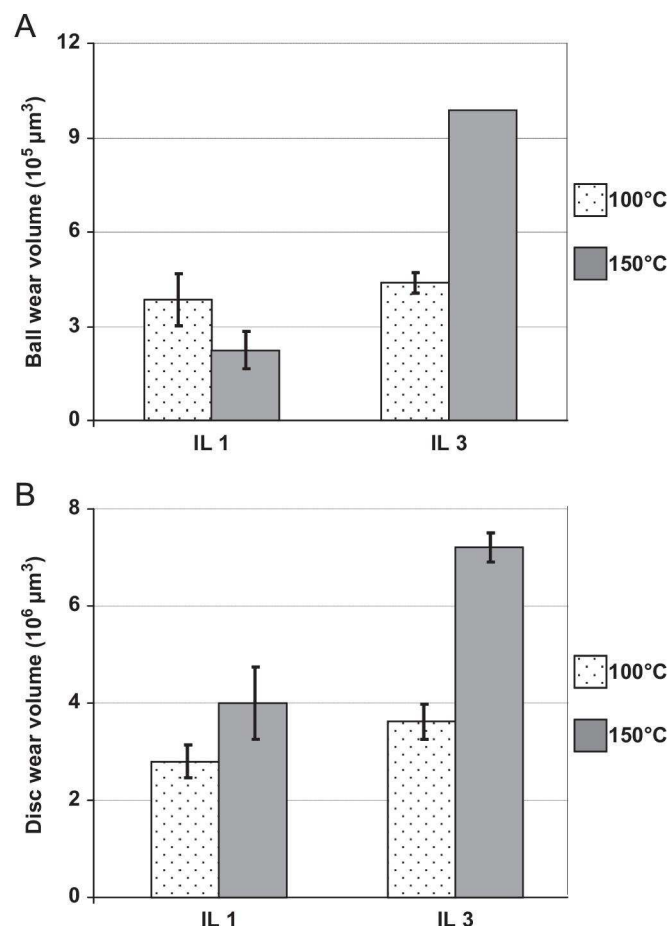 A
Ball wear volume (10⁵ µm³)
12
9
6
3
0
IL 1
IL 3
100°C
150°C
B
Disc wear volume (10⁶ µm³)
8
6
4
2
0
IL 1
IL 3
100°C
150°C